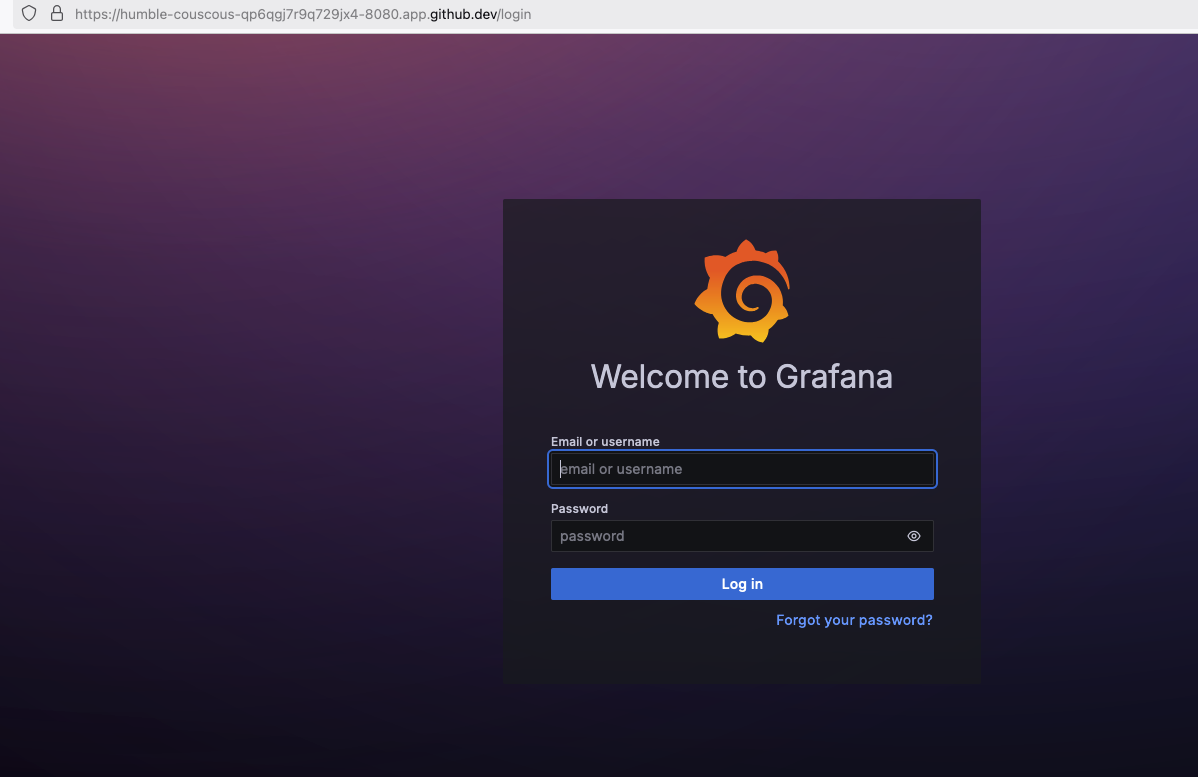 https://humble-couscous-qp6qgj7r9q729jx4-8080.app.github.dev/login
Welcome to Grafana
Email or username
email or username
Password
password
Log in
Forgot your password?